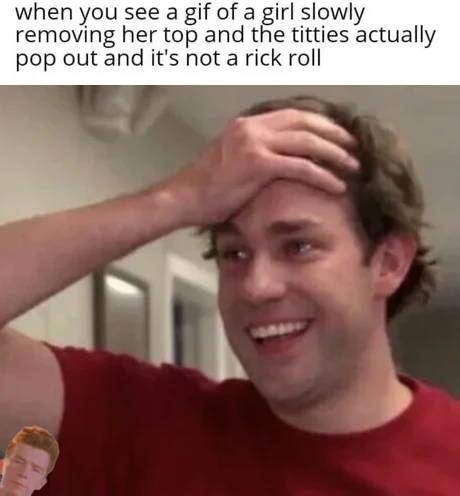 when you see a gif of a girl slowly
removing her top and the titties actually
pop out and it's not a rick roll